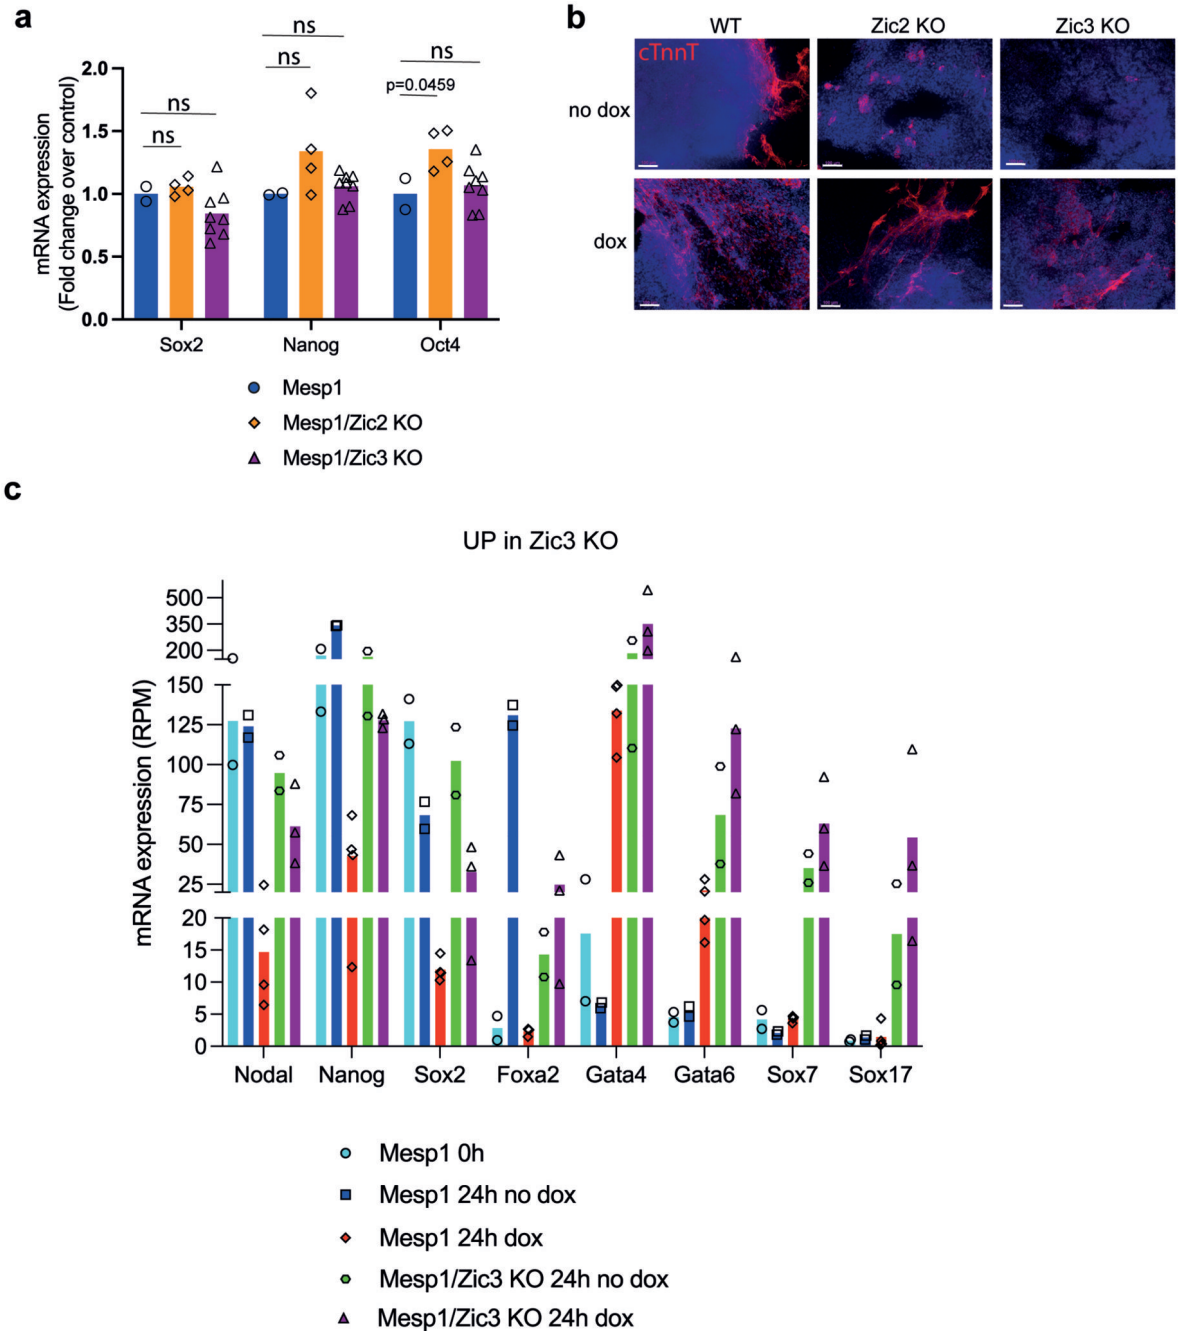 a
ns
ns
ns
ns
ns
p=0.0459
mRNA expression
(Fold change over control)
2.0
1.5
1.0
0.5
0.0
Sox2 Nanog Oct4
Mesp1
Mesp1/Zic2 KO
Mesp1/Zic3 KO
b
WT Zic2 KO Zic3 KO
cTnnT
no dox
dox
c
UP in Zic3 KO
mRNA expression (RPM)
500
350
200
150
125
100
75
50
25
20
15
10
5
0
Nodal Nanog Sox2 Foxa2 Gata4 Gata6 Sox7 Sox17
Mesp1 0h
Mesp1 24h no dox
Mesp1 24h dox
Mesp1/Zic3 KO 24h no dox
Mesp1/Zic3 KO 24h dox